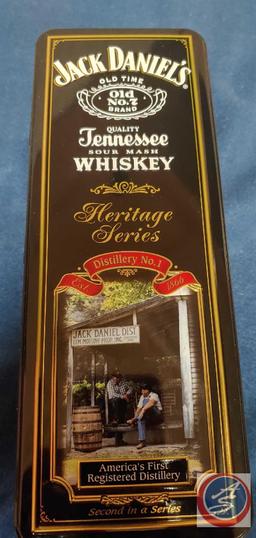 JACK DANIEL'S
OLD TIME
Old
No.7
BRAND
QUALITY
Tennessee
SOUR MASH
WHISKEY
Heritage
Series
Distillery No.1
Est. 1866
JACK DANIEL DIST
America's First
Registered Distillery
Second in a Series